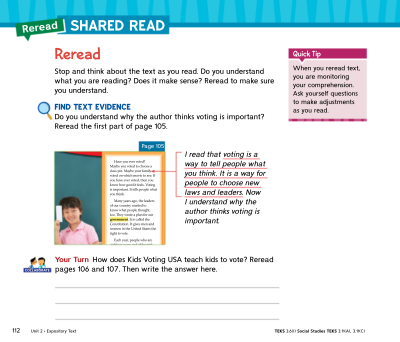 Reread SHARED READ
Reread
Stop and think about the text as you read. Do you understand
what you are reading? Does it make sense? Reread to make sure
you understand.
FIND TEXT EVIDENCE
Do you understand why the author thinks voting is important?
Reread the first part of page 105.
Quick Tip
When you reread text,
you are monitoring
your comprehension.
Ask yourself questions
to make adjustments
as you read.
Page 105
Have you ever voted?
Maybe you voted to choose a
class pet. Maybe your family
voted on which movie to see. If
you have ever voted, then you
know how good it feels. Voting
is important. It tells people what
you think.
Many years ago, the leaders
of our country wanted to
know what people thought,
too. They wrote a plan for our
government. It is called the
Constitution. It gives men and
women in the United States the
right to vote.
Each year, people who are
I read that voting is a
way to tell people what
you think. It is a way for
people to choose new
laws and leaders. Now
I understand why the
author thinks voting is
important.
COLLABORATE
Your Turn How does Kids Voting USA teach kids to vote? Reread
pages 106 and 107. Then write the answer here.
112 Unit 2 • Expository Text
TEKS 3.6(I) Social Studies TEKS 3.9(A), 3.9(C)